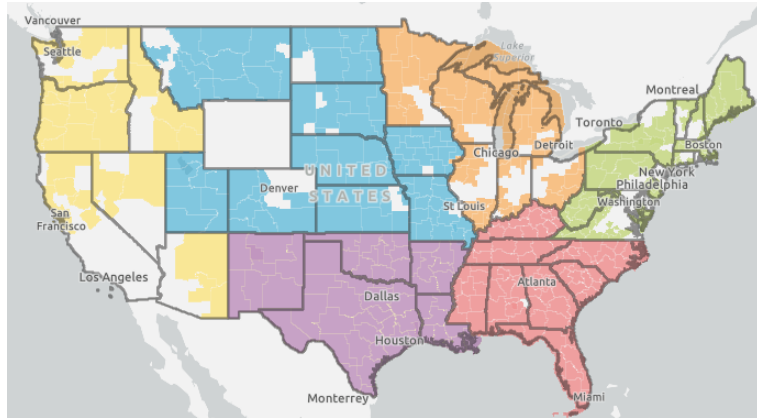 Vancouver
Seattle
Lake
Superior
Montreal
Toronto
Boston
Detroit
Chicago
New York
Philadelphia
UNITED
STATES
Denver
St Louis
Washington
San
Francisco
Los Angeles
Atlanta
Dallas
Houston
Monterrey
Miami